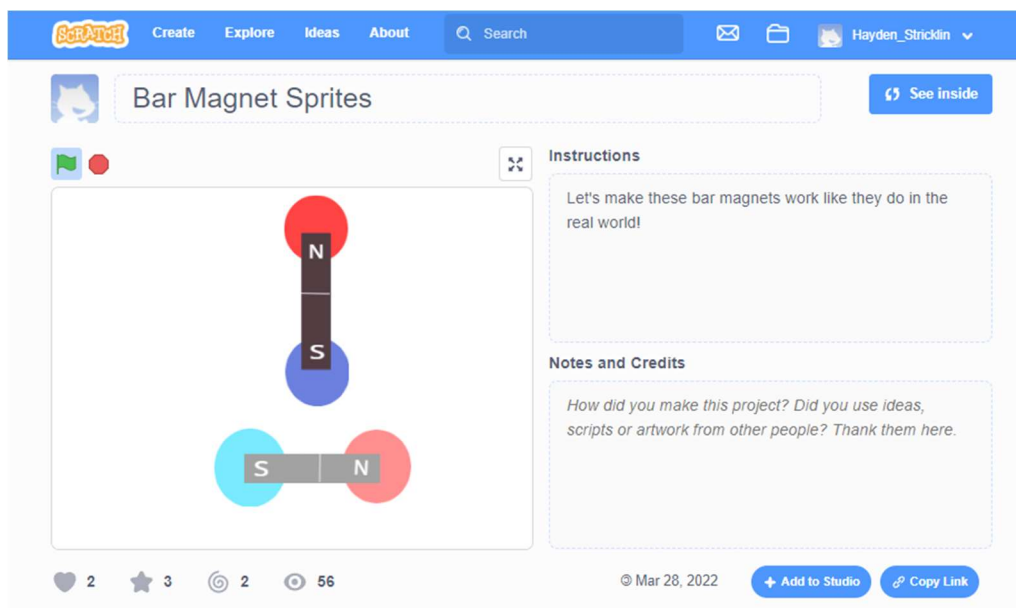 SCRATCH Create Explore Ideas About Search Hayden_Stricklin
Bar Magnet Sprites
See inside
Instructions
Let's make these bar magnets work like they do in the
real world!
N
S
S N
Notes and Credits
How did you make this project? Did you use ideas,
scripts or artwork from other people? Thank them here.
2 3 2 56
© Mar 28, 2022 + Add to Studio Copy Link